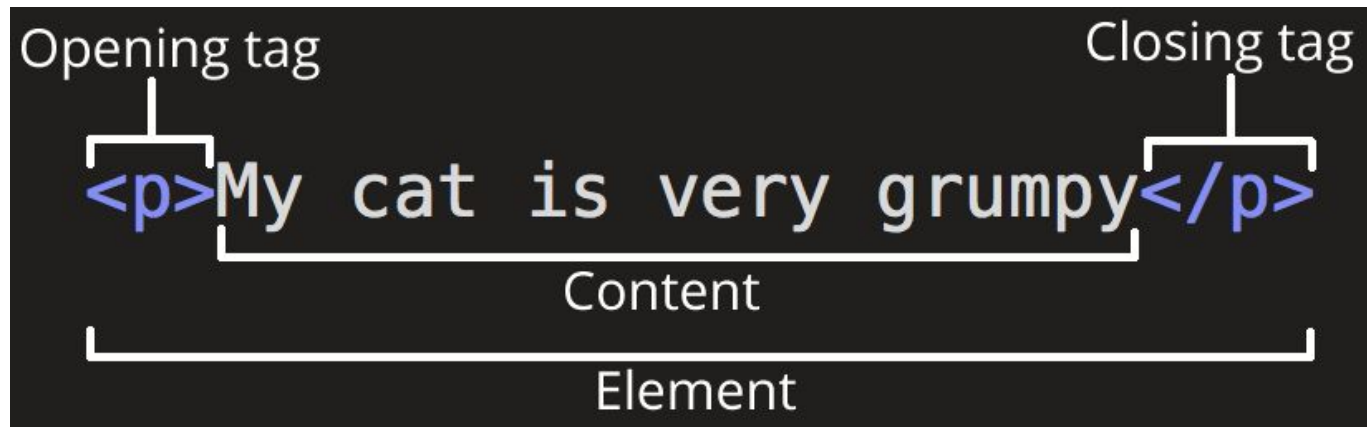 Opening tag
Closing tag
<p>My cat is very grumpy</p>
Content
Element